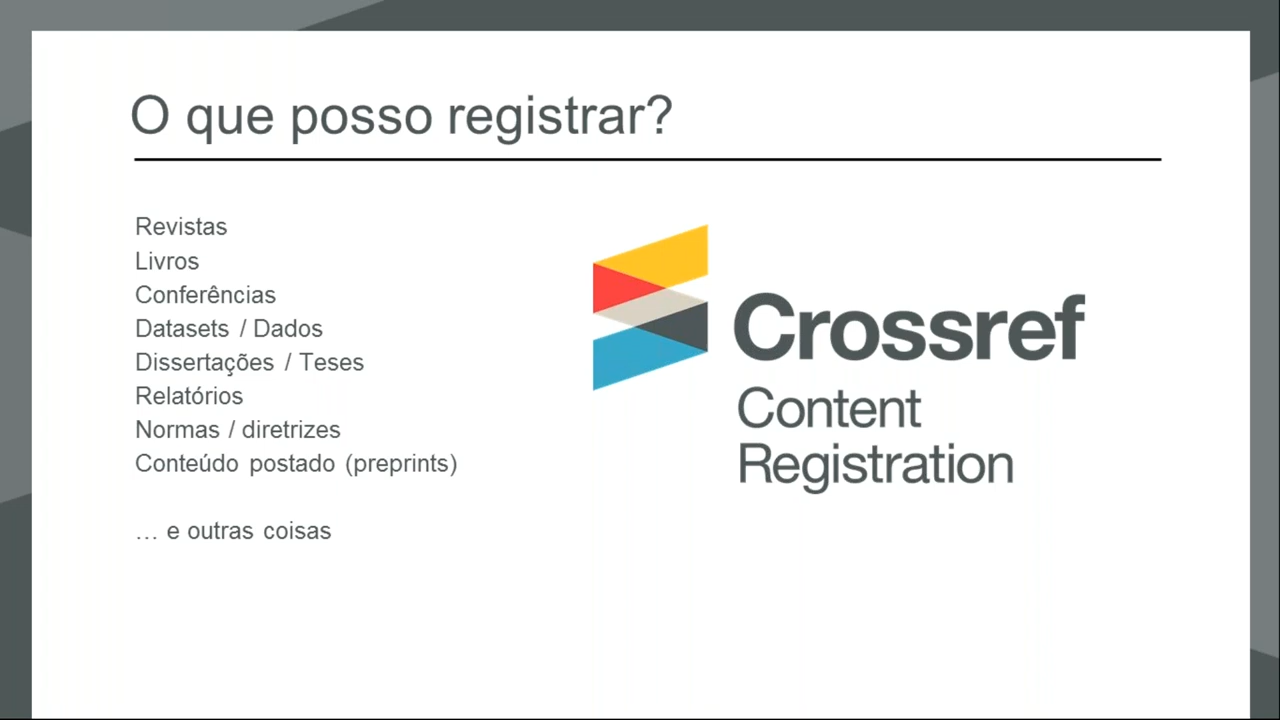 O que posso registrar?
Revistas
Livros
Conferências
Datasets / Dados
Dissertações / Teses
Relatórios
Normas / diretrizes
Conteúdo postado (preprints)
… e outras coisas
Crossref
Content
Registration